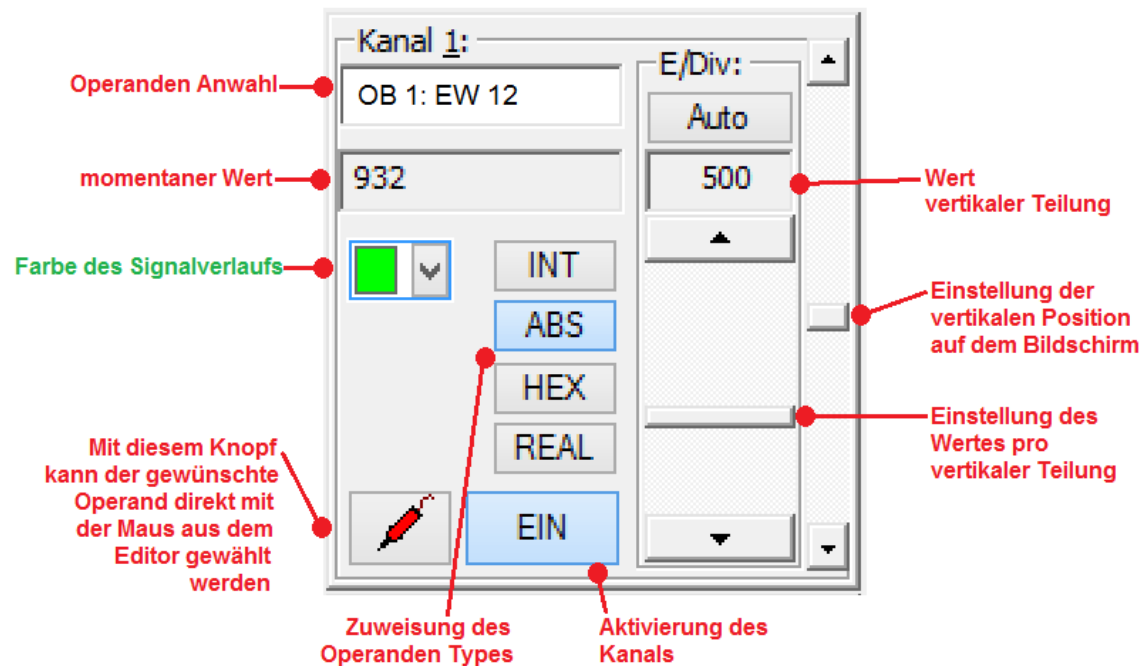 Kanal 1:
E/Div:
Operanden Anwahl
OB 1: EW 12
Auto
momentaner Wert
932
500
Wert
vertikaler Teilung
Farbe des Signalverlaufs
INT
ABS
HEX
REAL
Einstellung der
vertikalen Position
auf dem Bildschirm
Einstellung des
Wertes pro
vertikaler Teilung
Mit diesem Knopf
kann der gewünschte
Operand direkt mit
der Maus aus dem
Editor gewählt
werden
EIN
Zuweisung des
Operanden Types
Aktivierung des
Kanals